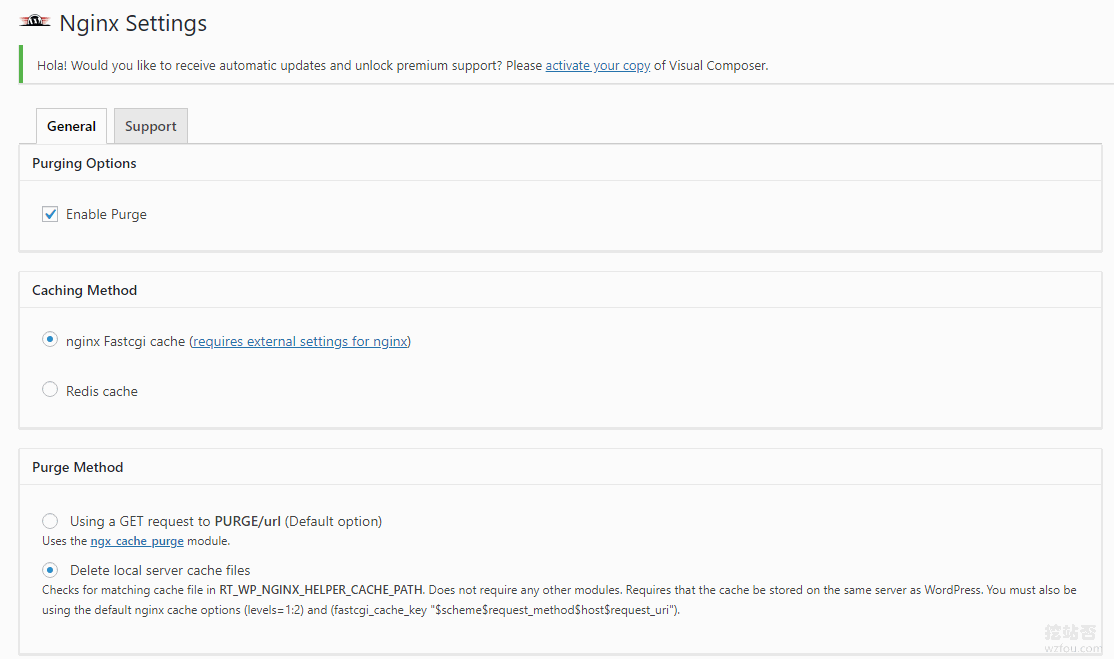 Nginx Settings
Hola! Would you like to receive automatic updates and unlock premium support? Please activate your copy of Visual Composer.
General Support
Purging Options
Enable Purge
Caching Method
nginx Fastcgi cache (requires external settings for nginx)
Redis cache
Purge Method
Using a GET request to PURGE/url (Default option)
Uses the ngx_cache_purge module.
Delete local server cache files
Checks for matching cache file in RT_WP_NGINX_HELPER_CACHE_PATH. Does not require any other modules. Requires that the cache be stored on the same server as WordPress. You must also be
using the default nginx cache options (levels=1:2) and (fastcgi_cache_key "$scheme$request_method$host$request_uri").
挖站否
wzfou.com